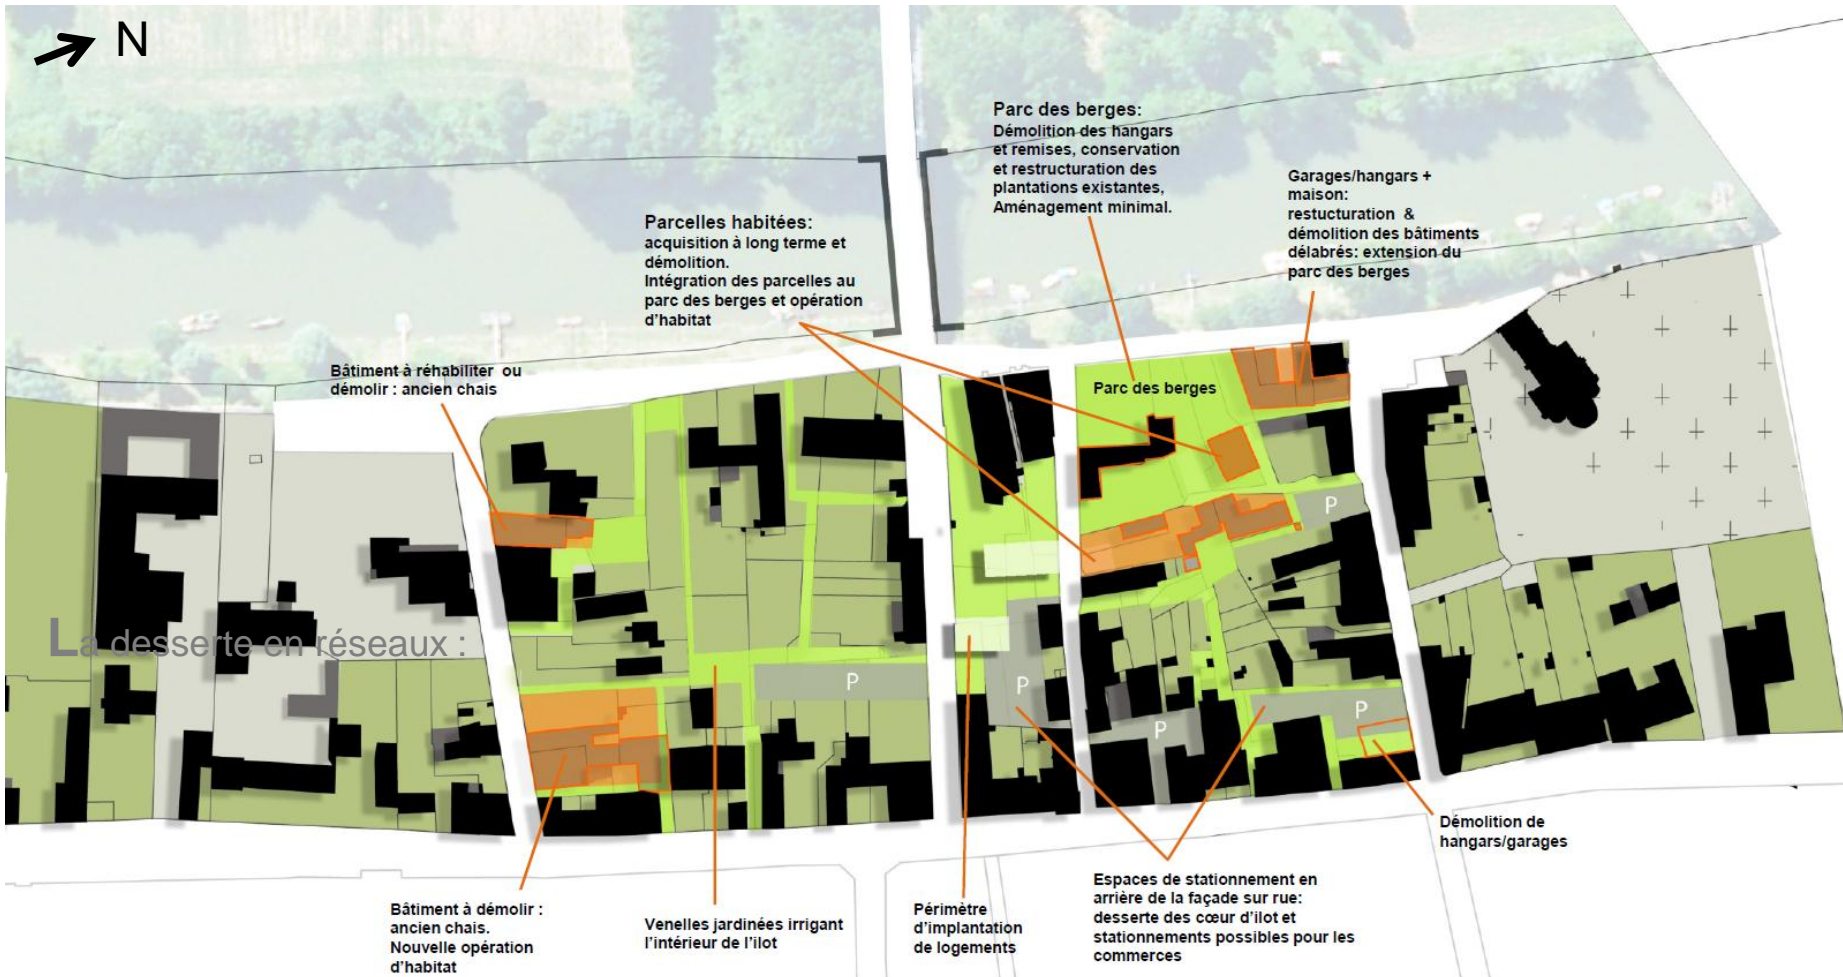 N
Parc des berges:
Démolition des hangars
et remises, conservation
et restructuration des
plantations existantes,
Aménagement minimal.
Garages/hangars +
maison:
restucturation &
démolition des bâtiments
délabrés: extension du
parc des berges
Parcelles habitées:
acquisition à long terme et
démolition.
Intégration des parcelles au
parc des berges et opération
d'habitat
Bâtiment à réhabiliter ou
démolir : ancien chais
Parc des berges
P
La desserte en réseaux :
P
P
P
P
Démolition de
hangars/garages
Bâtiment à démolir :
ancien chais.
Nouvelle opération
d'habitat
Venelles jardinées irrigant
l'intérieur de l'ilot
Périmètre
d'implantation
de logements
Espaces de stationnement en
arrière de la façade sur rue:
desserte des cœur d'ilot et
stationnements possibles pour les
commerces